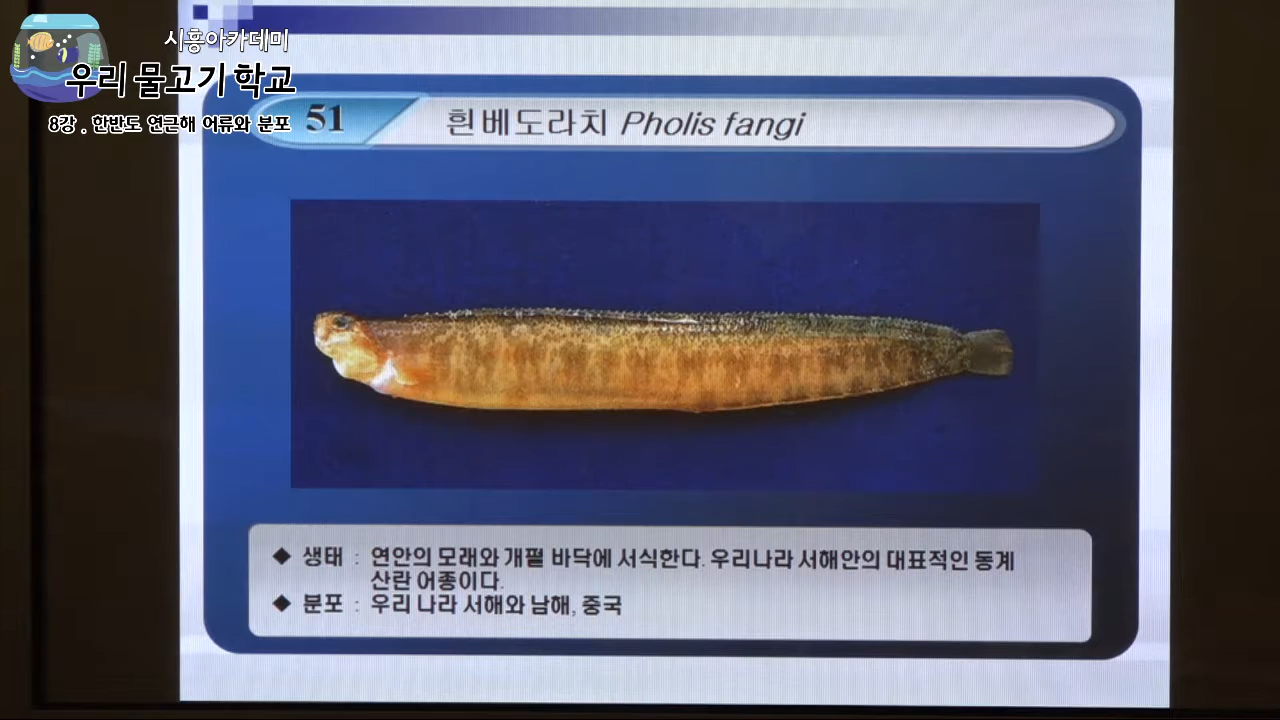 시흥아카데미
우리 물고기 학교
8강 . 한반도 연근해 어류와 분포
51
흰베도라치 Pholis fangi
◆ 생태 : 연안의 모래와 개펄 바닥에 서식한다. 우리나라 서해안의 대표적인 동계
산란 어종이다.
◆ 분포 : 우리 나라 서해와 남해, 중국